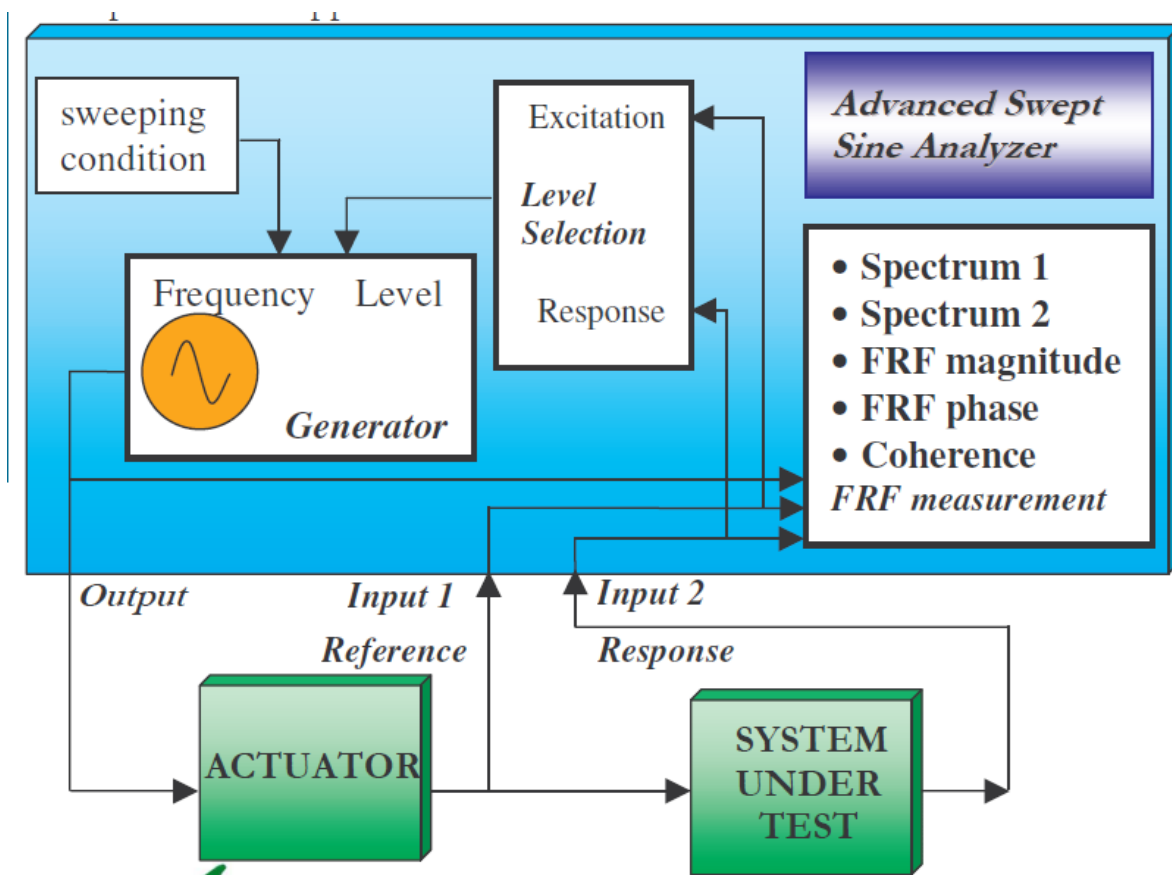 sweeping
condition
Excitation
Level
Selection
Response
Advanced Swept
Sine Analyzer
Frequency Level
Generator
• Spectrum 1
• Spectrum 2
• FRF magnitude
• FRF phase
• Coherence
FRF measurement
Output
Input 1
Reference
Input 2
Response
ACTUATOR
SYSTEM
UNDER
TEST